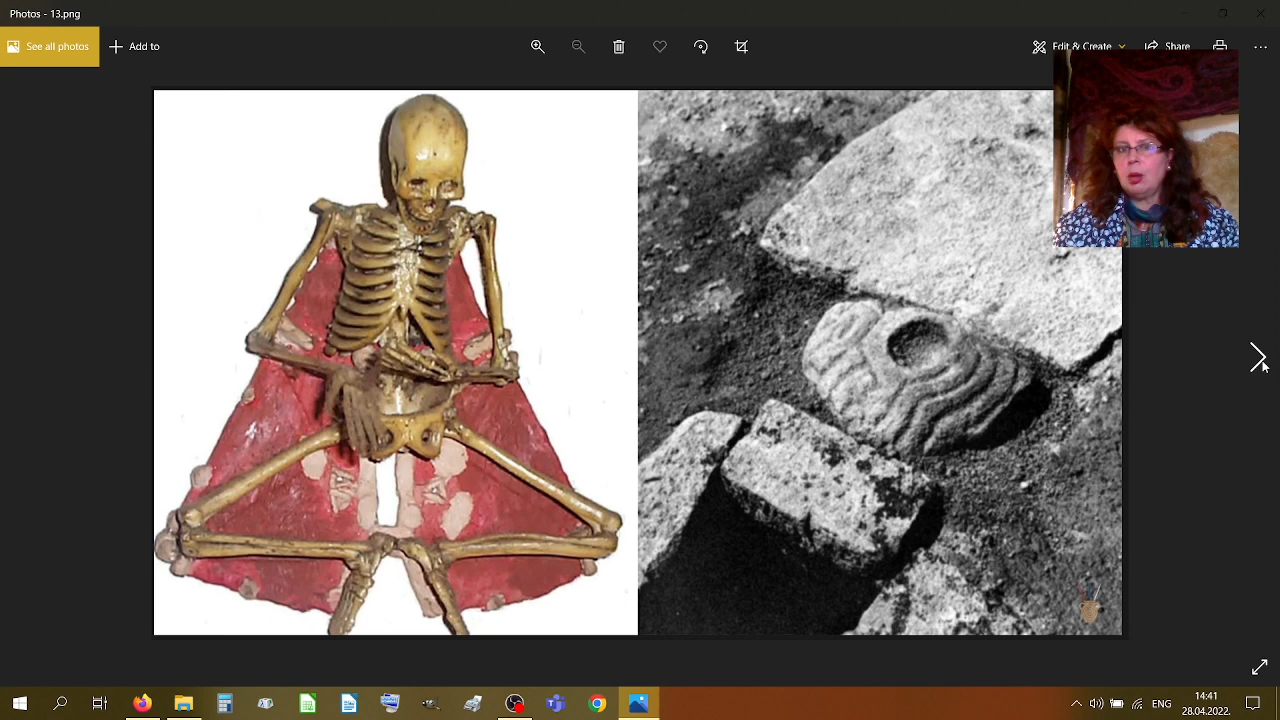 Photos - 13.png
See all photos
Add to
Edit & Create
Share
ENG
14:41
28.04.2022.